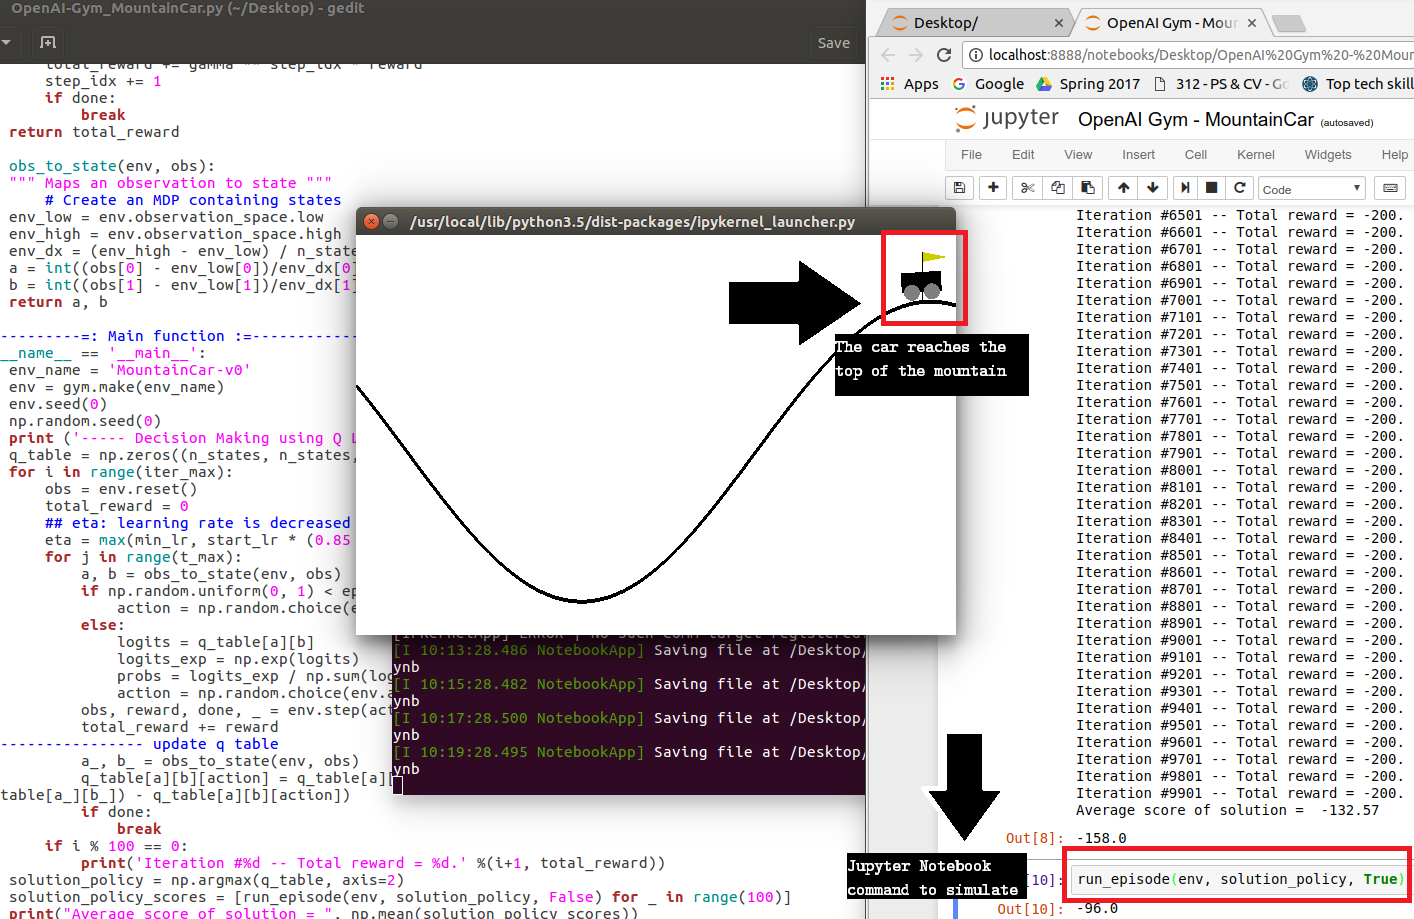 OpenAI-Gym_MountainCar.py (~/Desktop) - gedit
Save
total_reward += gamma ** step_idx * reward
step_idx += 1
if done:
break
return total_reward
obs_to_state(env, obs):
""" Maps an observation to state """
# Create an MDP containing states
env_low = env.observation_space.low
env_high = env.observation_space.high
env_dx = (env_high - env_low) / n_state
a = int((obs[0] - env_low[0])/env_dx[0]
b = int((obs[1] - env_low[1])/env_dx[1]
return a, b
---------=: Main function :=------------
__name__ == '__main__':
env_name = 'MountainCar-v0'
env = gym.make(env_name)
env.seed(0)
np.random.seed(0)
print ('----- Decision Making using Q L
q_table = np.zeros((n_states, n_states,
for i in range(iter_max):
obs = env.reset()
total_reward = 0
## eta: learning rate is decreased
eta = max(min_lr, start_lr * (0.85
for j in range(t_max):
a, b = obs_to_state(env, obs)
if np.random.uniform(0, 1) < ep
action = np.random.choice(e
else:
logits = q_table[a][b]
logits_exp = np.exp(logits)
probs = logits_exp / np.sum(log
action = np.random.choice(env.a
obs, reward, done, _ = env.step(act
total_reward += reward
---------------- update q table
a_, b_ = obs_to_state(env, obs)
q_table[a][b][action] = q_table[a][
table[a_][b_]) - q_table[a][b][action])
if done:
break
if i % 100 == 0:
print('Iteration #%d -- Total reward = %d.' %(i+1, total_reward))
solution_policy = np.argmax(q_table, axis=2)
solution_policy_scores = [run_episode(env, solution_policy, False) for _ in range(100)]
print("Average score of solution = ", np.mean(solution_policy_scores))
/usr/local/lib/python3.5/dist-packages/ipykernel_launcher.py
The car reaches the
top of the mountain
[IPKernelApp] ERROR | No such comm target registered:
[I 10:13:28.486 NotebookApp] Saving file at /Desktop/
ynb
[I 10:15:28.482 NotebookApp] Saving file at /Desktop/
ynb
[I 10:17:28.500 NotebookApp] Saving file at /Desktop/
ynb
[I 10:19:28.495 NotebookApp] Saving file at /Desktop/
ynb
Desktop/
OpenAI Gym - Moun
localhost:8888/notebooks/Desktop/OpenAI%20Gym%20-%20Moun
Apps Google Spring 2017 312 - PS & CV - Go Top tech skill
jupyter OpenAI Gym - MountainCar (autosaved)
File Edit View Insert Cell Kernel Widgets Help
Code
Iteration #6501 -- Total reward = -200.
Iteration #6601 -- Total reward = -200.
Iteration #6701 -- Total reward = -200.
Iteration #6801 -- Total reward = -200.
Iteration #6901 -- Total reward = -200.
Iteration #7001 -- Total reward = -200.
Iteration #7101 -- Total reward = -200.
Iteration #7201 -- Total reward = -200.
Iteration #7301 -- Total reward = -200.
Iteration #7401 -- Total reward = -200.
Iteration #7501 -- Total reward = -200.
Iteration #7601 -- Total reward = -200.
Iteration #7701 -- Total reward = -200.
Iteration #7801 -- Total reward = -200.
Iteration #7901 -- Total reward = -200.
Iteration #8001 -- Total reward = -200.
Iteration #8101 -- Total reward = -200.
Iteration #8201 -- Total reward = -200.
Iteration #8301 -- Total reward = -200.
Iteration #8401 -- Total reward = -200.
Iteration #8501 -- Total reward = -200.
Iteration #8601 -- Total reward = -200.
Iteration #8701 -- Total reward = -200.
Iteration #8801 -- Total reward = -200.
Iteration #8901 -- Total reward = -200.
Iteration #9001 -- Total reward = -200.
Iteration #9101 -- Total reward = -200.
Iteration #9201 -- Total reward = -200.
Iteration #9301 -- Total reward = -200.
Iteration #9401 -- Total reward = -200.
Iteration #9501 -- Total reward = -200.
Iteration #9601 -- Total reward = -200.
Iteration #9701 -- Total reward = -200.
Iteration #9801 -- Total reward = -200.
Iteration #9901 -- Total reward = -200.
Average score of solution = -132.57
Out[8]: -158.0
Jupyter Notebook
command to simulate
[10]: run_episode(env, solution_policy, True)
Out[10]: -96.0